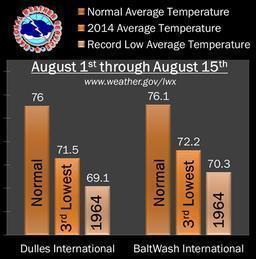 Normal Average Temperature
2014 Average Temperature
Record Low Average Temperature
August 1st through August 15th
www.weather.gov/lwx
76
71.5
69.1
76.1
72.2
70.3
Normal
3rd Lowest
1964
Normal
3rd Lowest
1964
Dulles International
BaltWash International